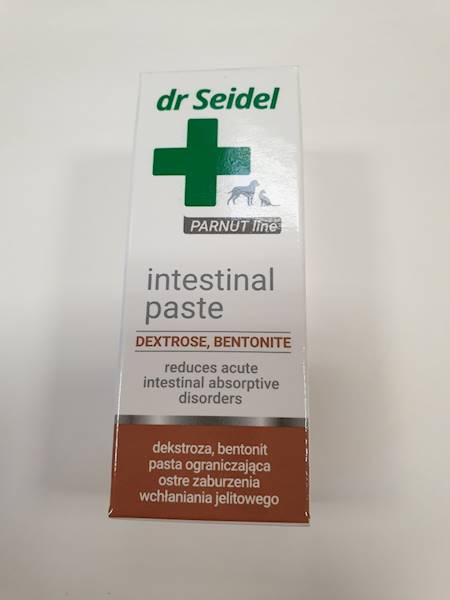 dr Seidel
PARNUT line
intestinal
paste
DEXTROSE, BENTONITE
reduces acute
intestinal absorptive
disorders
dekstroza, bentonit
pasta ograniczająca
ostre zaburzenia
wchłaniania jelitowego